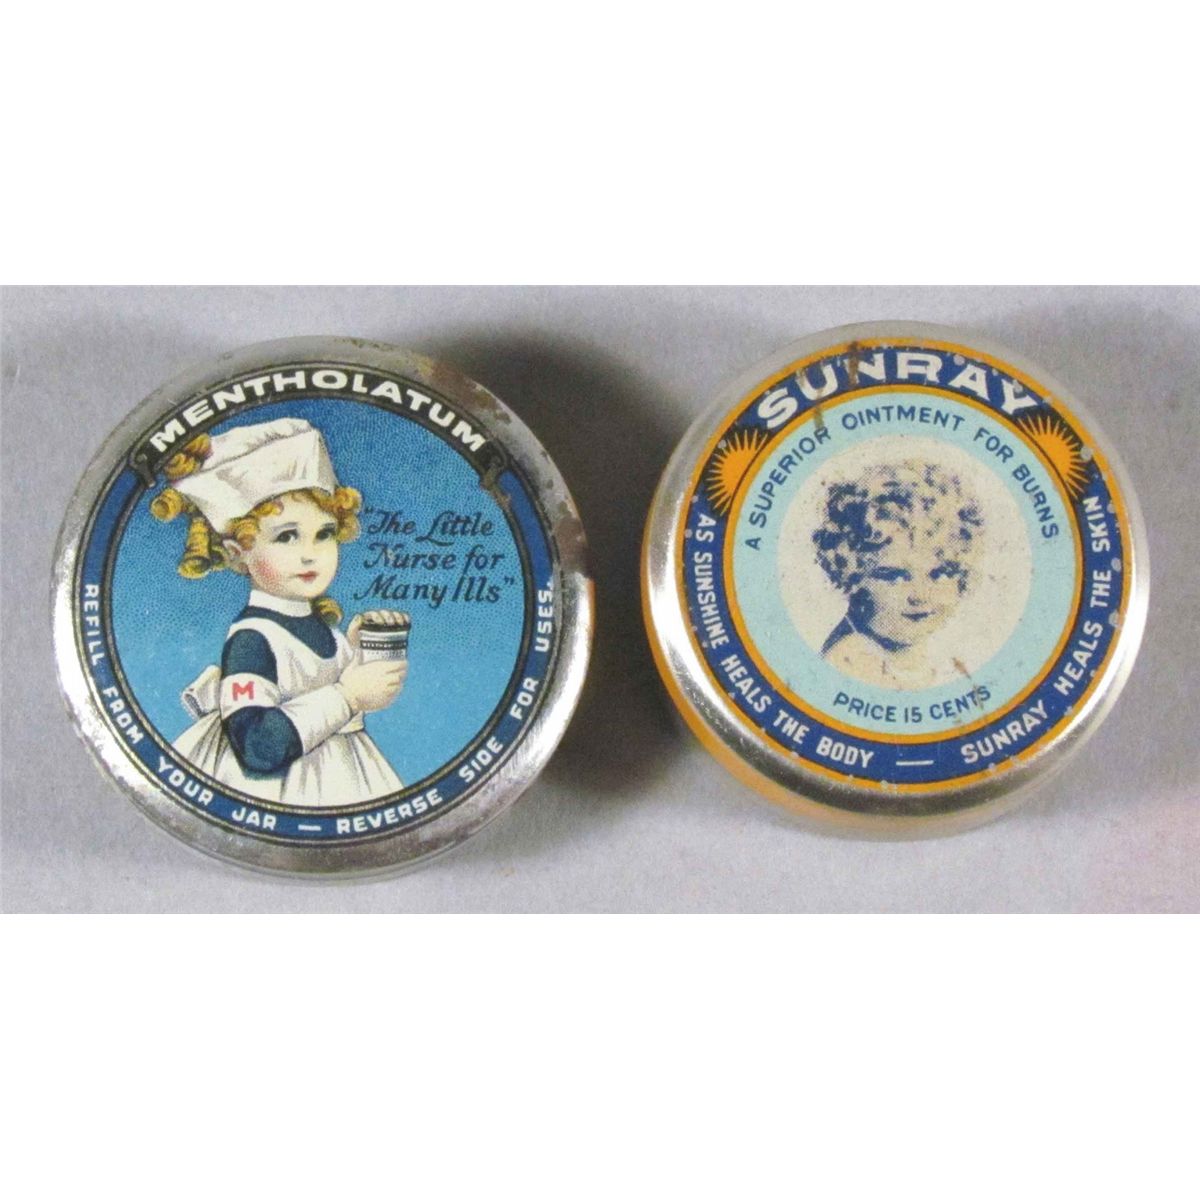 MENTHOLATUM
"The Little
Nurse for
Many Ills"
M
REFILL FROM YOUR JAR — REVERSE SIDE FOR USES.
SUNRAY
A SUPERIOR OINTMENT FOR BURNS
PRICE 15 CENTS
AS SUNSHINE HEALS THE BODY — SUNRAY HEALS THE SKIN